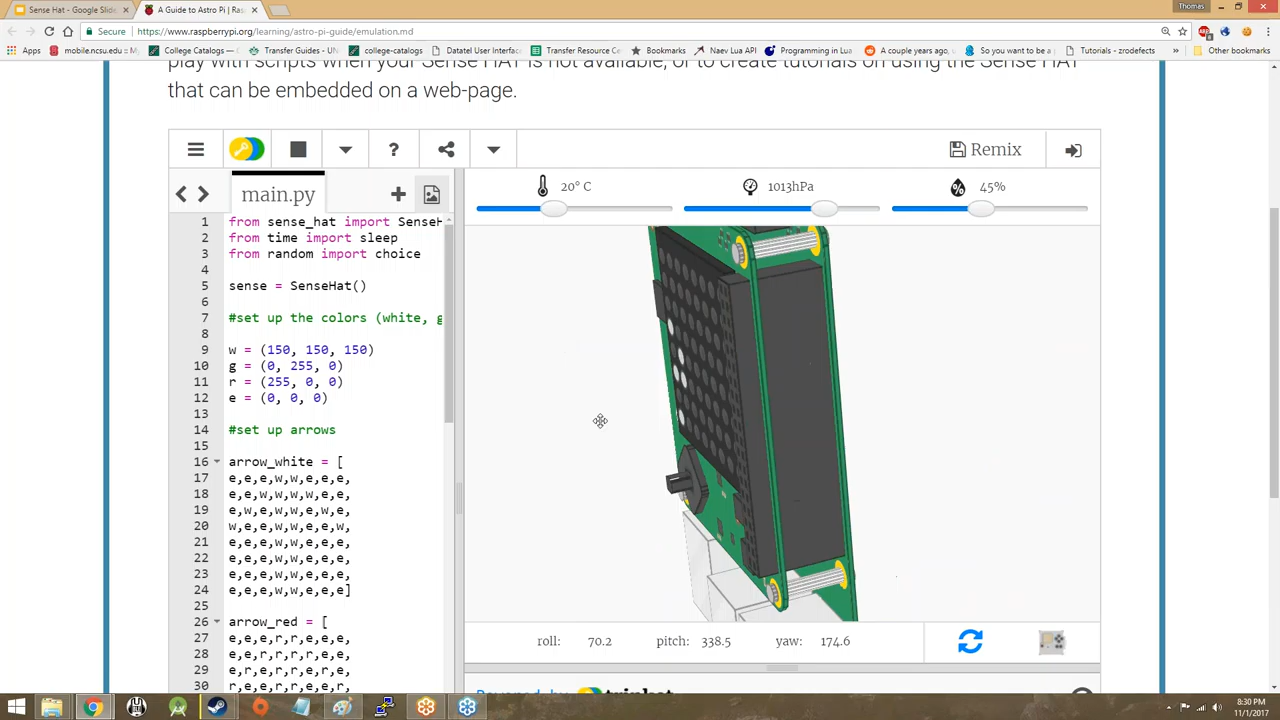 Thomas
Sense Hat - Google Slide
A Guide to Astro Pi | Ras
Secure
https://www.raspberrypi.org/learning/astro-pi-guide/emulation.md
Apps
mobile.ncsu.edu
College Catalogs
Transfer Guides - UN
college-catalogs
Datatel User Interfac
Transfer Resource Ce
Bookmarks
Naev Lua API
Programming in Lua
A couple years ago,
So you want to be a
Tutorials - zrodefects
»
Other bookmarks
play with scripts when your Sense HAT is not available, or to create tutorials on using the Sense HAT
that can be embedded on a web-page.
Remix
main.py
20° C
1013hPa
45%
1 from sense_hat import SenseH
2 from time import sleep
3 from random import choice
4
5 sense = SenseHat()
6
7 #set up the colors (white, g
8
9 w = (150, 150, 150)
10 g = (0, 255, 0)
11 r = (255, 0, 0)
12 e = (0, 0, 0)
13
14 #set up arrows
15
16 arrow_white = [
17 e,e,e,w,w,e,e,e,
18 e,e,w,w,w,w,e,e,
19 e,w,e,w,w,e,w,e,
20 w,e,e,w,w,e,e,w,
21 e,e,e,w,w,e,e,e,
22 e,e,e,w,w,e,e,e,
23 e,e,e,w,w,e,e,e,
24 e,e,e,w,w,e,e,e]
25
26 arrow_red = [
27 e,e,e,r,r,e,e,e,
28 e,e,r,r,r,r,e,e,
29 e,r,e,r,r,e,r,e,
30 r,e,e,r,r,e,e,r,
roll: 70.2 pitch: 338.5 yaw: 174.6
Powered by trinket
8:30 PM
11/1/2017